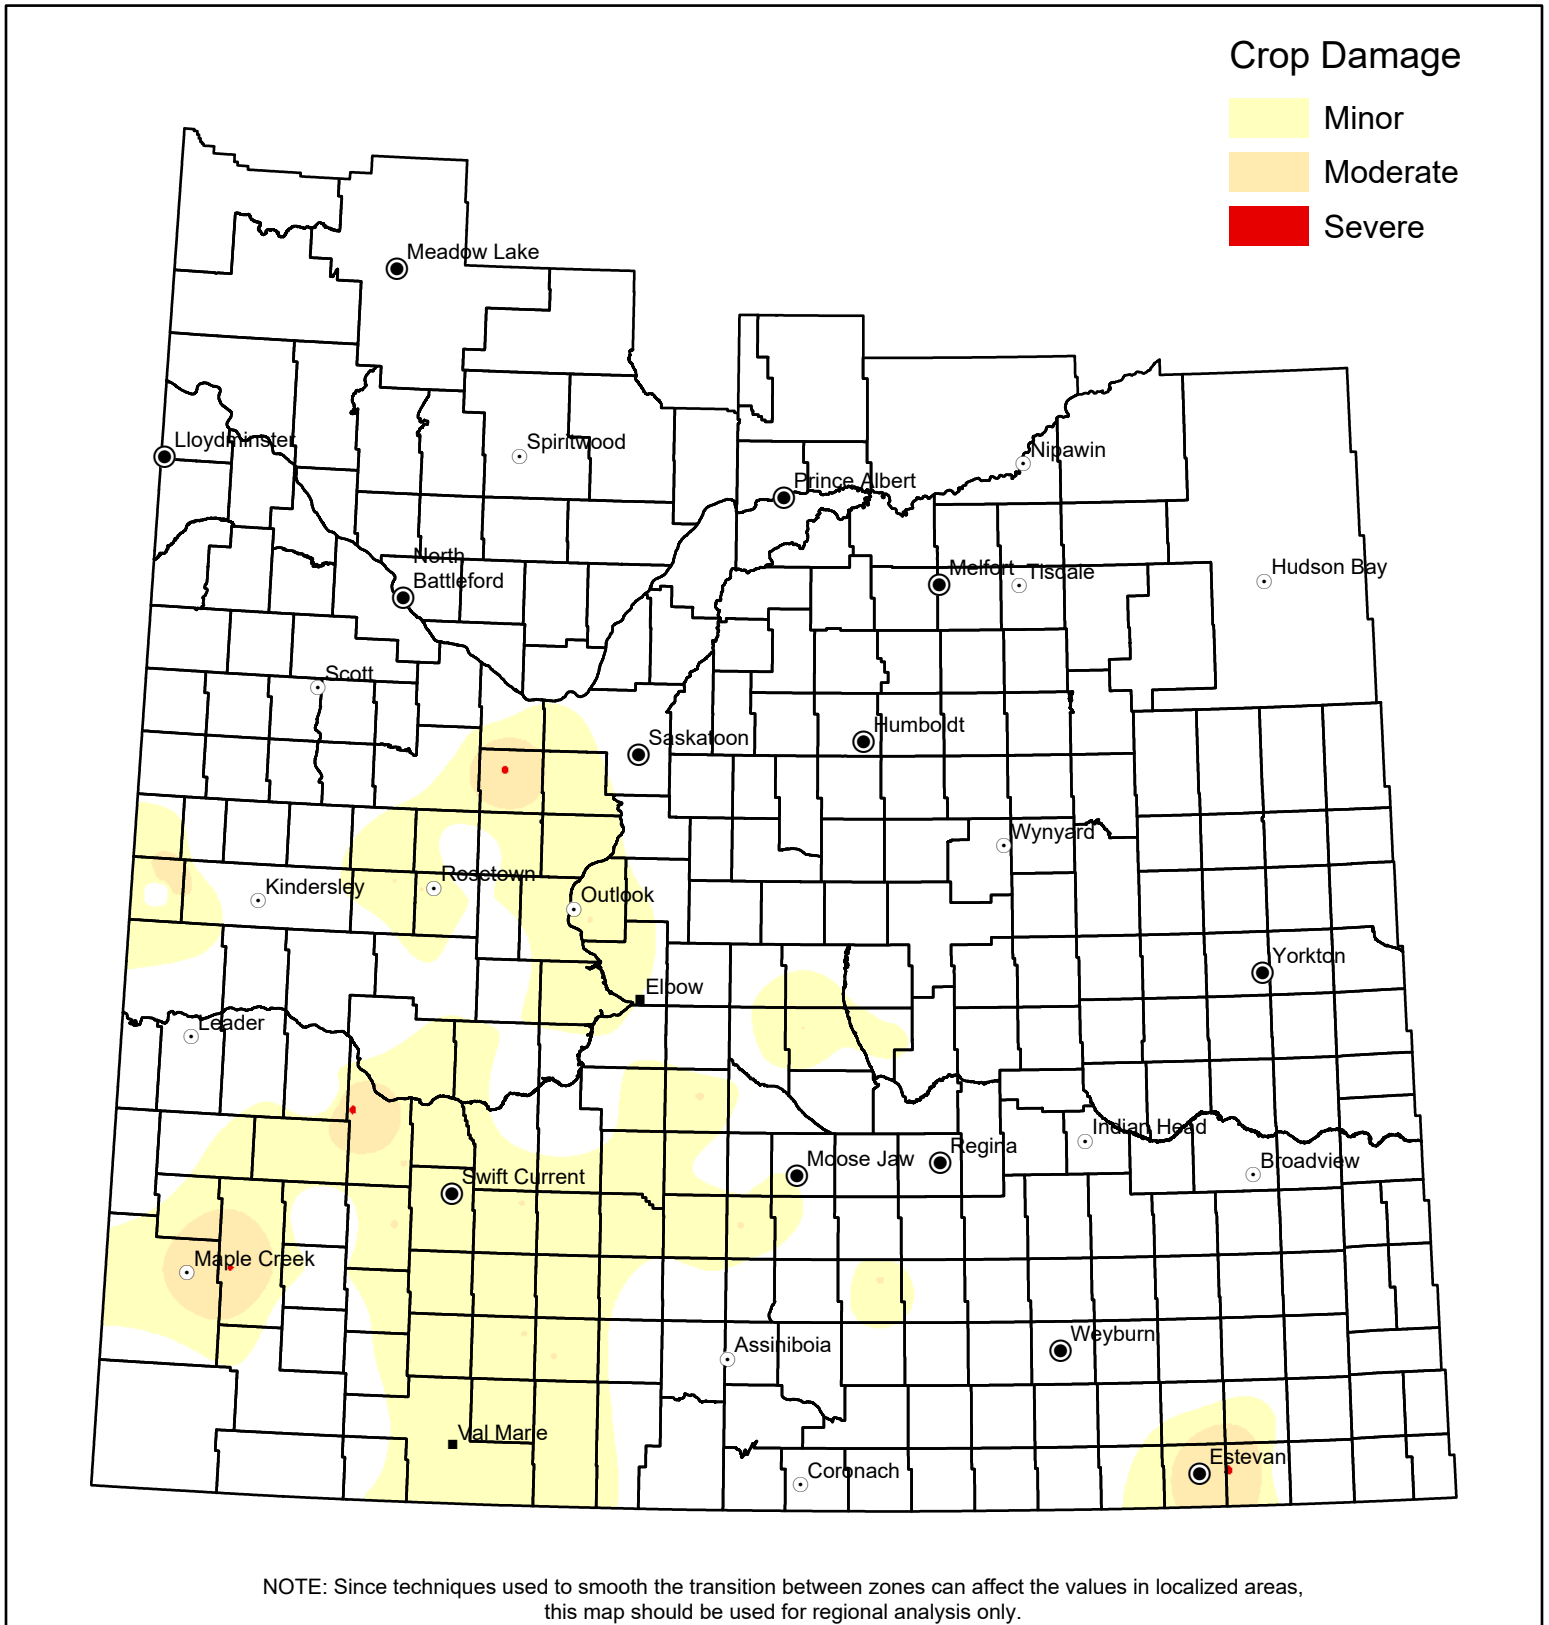 Crop Damage
Minor
Moderate
Severe
Meadow Lake
Lloydminster
Spiritwood
Nipawin
Prince Albert
North
Battleford
Melfort
Tisdale
Hudson Bay
Scott
Saskatoon
Humboldt
Wynyard
Kindersley
Rosetown
Outlook
Yorkton
Elbow
Leader
Indian Head
Regina
Moose Jaw
Broadview
Swift Current
Maple Creek
Assiniboia
Weyburn
Val Marie
Estevan
Coronach
NOTE: Since techniques used to smooth the transition between zones can affect the values in localized areas,
this map should be used for regional analysis only.